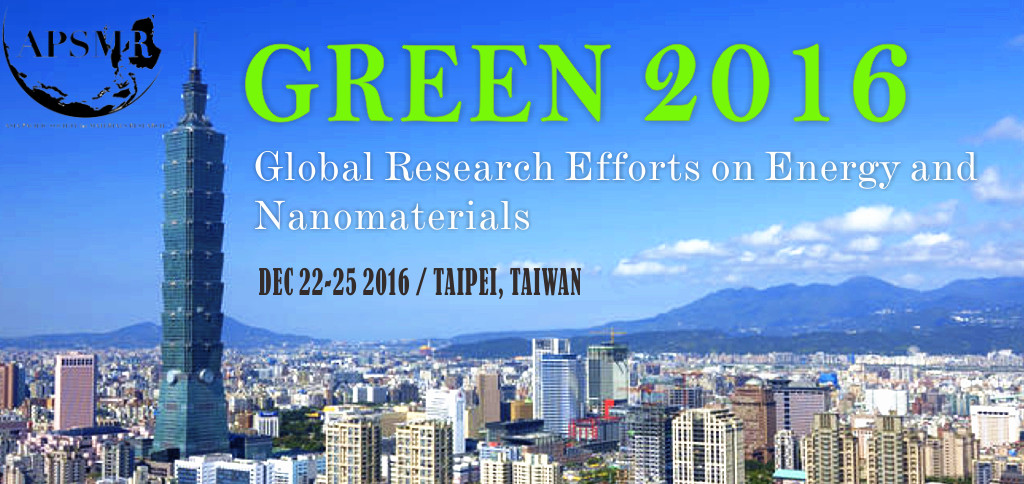 APSMR
GREEN 2016
Global Research Efforts on Energy and
Nanomaterials
DEC 22-25 2016 / TAIPEI, TAIWAN